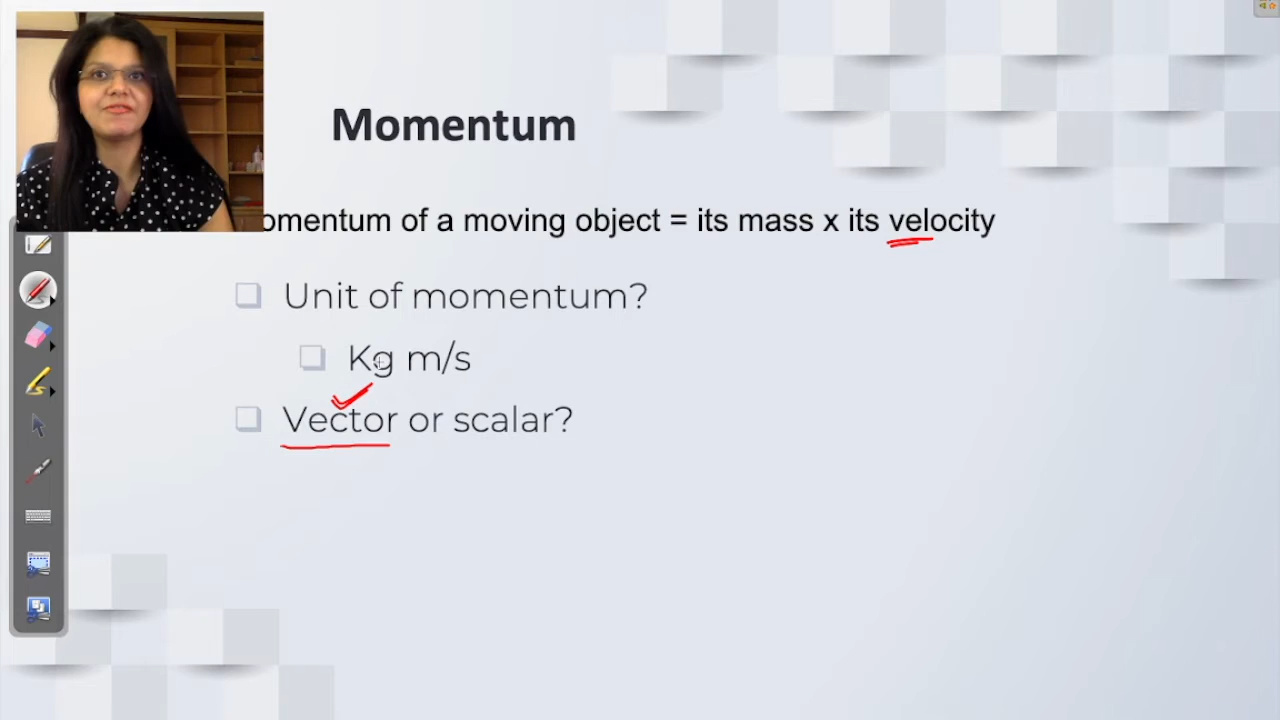 Momentum
omentum of a moving object = its mass x its velocity
Unit of momentum?
Kg m/s
Vector or scalar?